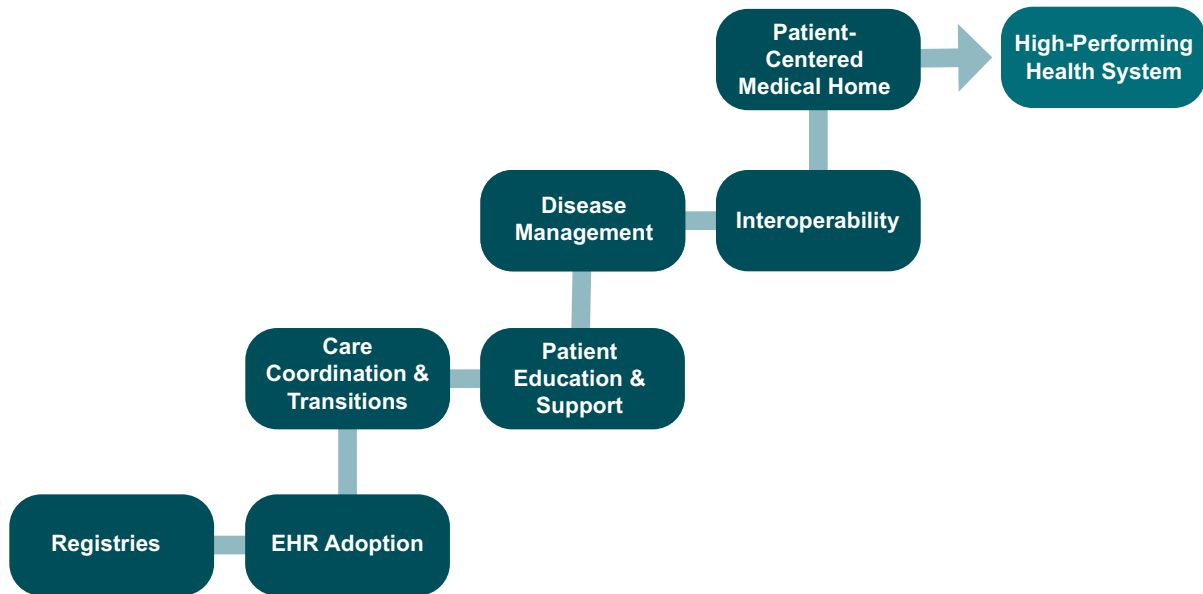 Patient-
Centered
Medical Home
High-Performing
Health System
Disease
Management
Interoperability
Care
Coordination &
Transitions
Patient
Education &
Support
Registries
EHR Adoption